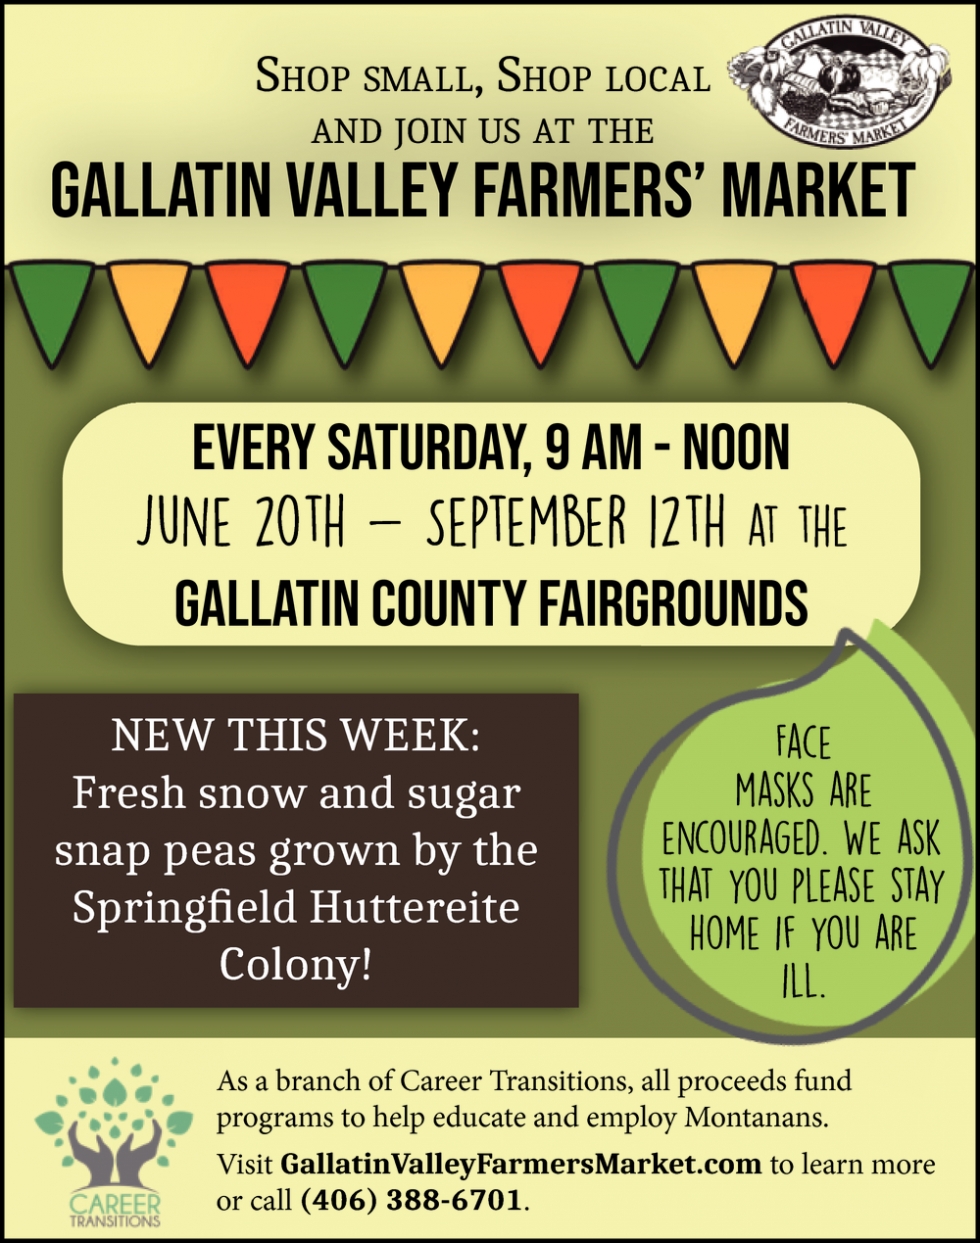 Shop small, Shop local
and join us at the
GALLATIN VALLEY FARMERS' MARKET
GALLATIN VALLEY
FARMERS' MARKET
EVERY SATURDAY, 9 AM - NOON
JUNE 20TH – SEPTEMBER 12TH AT THE
GALLATIN COUNTY FAIRGROUNDS
NEW THIS WEEK:
Fresh snow and sugar
snap peas grown by the
Springfield Huttereite
Colony!
FACE
MASKS ARE
ENCOURAGED. WE ASK
THAT YOU PLEASE STAY
HOME IF YOU ARE
ILL.
As a branch of Career Transitions, all proceeds fund
programs to help educate and employ Montanans.
Visit GallatinValleyFarmersMarket.com to learn more
or call (406) 388-6701.
CAREER
TRANSITIONS